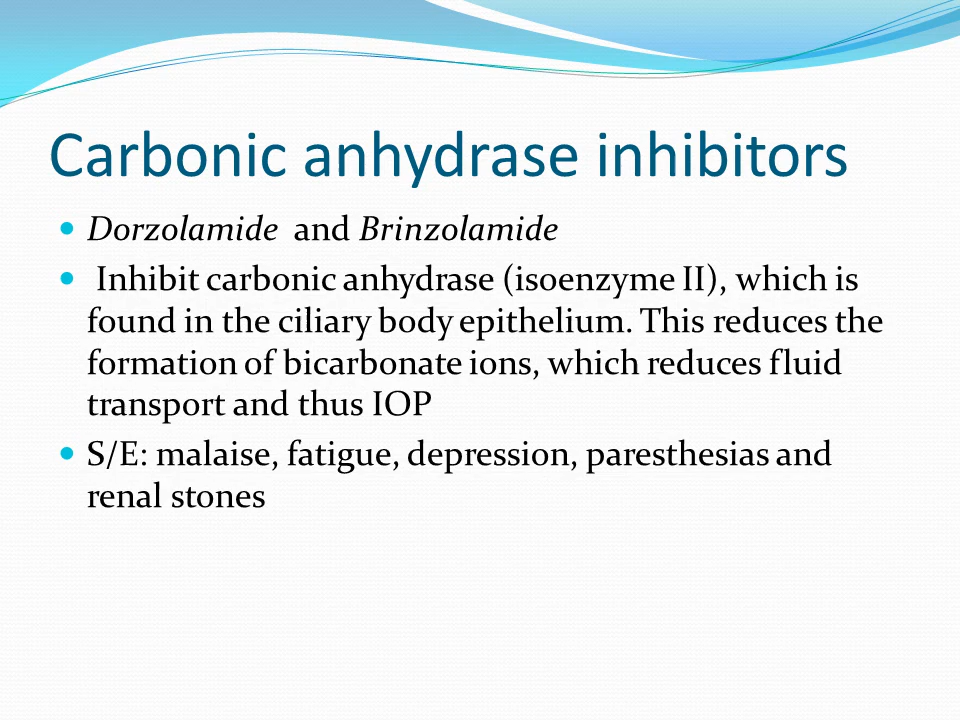 Carbonic anhydrase inhibitors
Dorzolamide and Brinzolamide
Inhibit carbonic anhydrase (isoenzyme II), which is
found in the ciliary body epithelium. This reduces the
formation of bicarbonate ions, which reduces fluid
transport and thus IOP
S/E: malaise, fatigue, depression, paresthesias and
renal stones